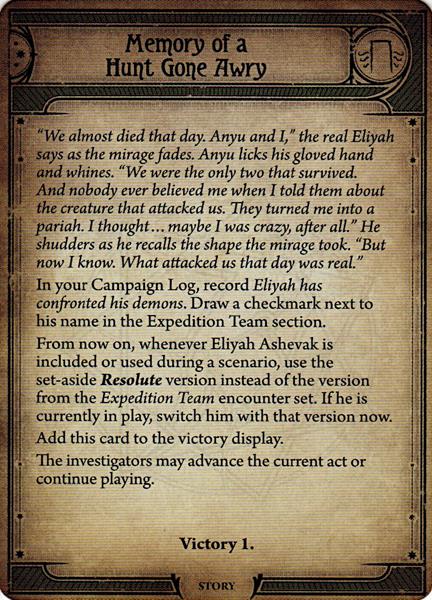 Memory of a
Hunt Gone Awry
“We almost died that day. Anyu and I,” the real Eliyah
says as the mirage fades. Anyu licks his gloved hand
and whines. “We were the only two that survived.
And nobody ever believed me when I told them about
the creature that attacked us. They turned me into a
pariah. I thought… maybe I was crazy, after all.” He
shudders as he recalls the shape the mirage took. “But
now I know. What attacked us that day was real.”
In your Campaign Log, record Eliyah has
confronted his demons. Draw a checkmark next to
his name in the Expedition Team section.
From now on, whenever Eliyah Ashevak is
included or used during a scenario, use the
set-aside Resolute version instead of the version
from the Expedition Team encounter set. If he is
currently in play, switch him with that version now.
Add this card to the victory display.
The investigators may advance the current act or
continue playing.
Victory 1.
STORY